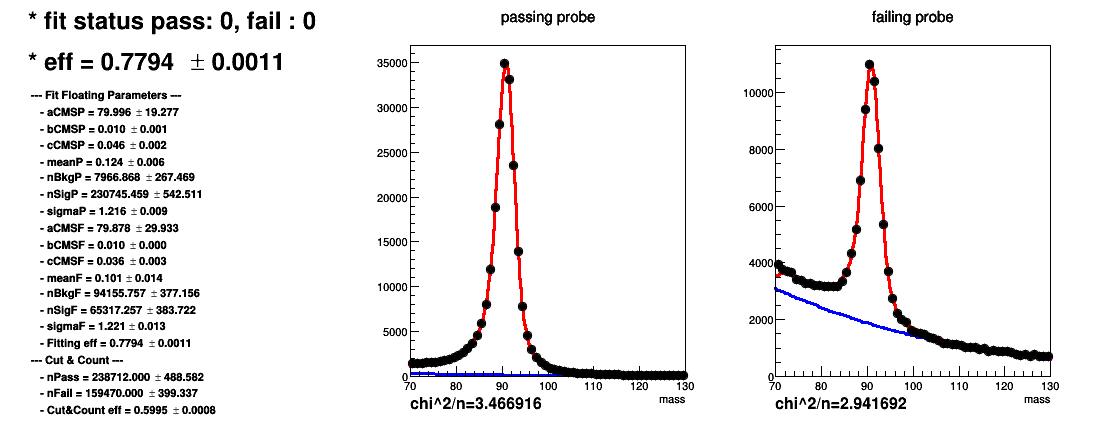 * fit status pass: 0, fail : 0
* eff = 0.7794 ± 0.0011
--- Fit Floating Parameters ---
- aCMSP = 79.996 ± 19.277
- bCMSP = 0.010 ± 0.001
- cCMSP = 0.046 ± 0.002
- meanP = 0.124 ± 0.006
- nBkgP = 7966.868 ± 267.469
- nSigP = 230745.459 ± 542.511
- sigmaP = 1.216 ± 0.009
- aCMSF = 79.878 ± 29.933
- bCMSF = 0.010 ± 0.000
- cCMSF = 0.036 ± 0.003
- meanF = 0.101 ± 0.014
- nBkgF = 94155.757 ± 377.156
- nSigF = 65317.257 ± 383.722
- sigmaF = 1.221 ± 0.013
- Fitting eff = 0.7794 ± 0.0011
--- Cut & Count ---
- nPass = 238712.000 ± 488.582
- nFail = 159470.000 ± 399.337
- Cut&Count eff = 0.5995 ± 0.0008
passing probe
35000
30000
25000
20000
15000
10000
5000
0
70 80 90 100 110 120 130
mass
chi^2/n=3.466916
failing probe
10000
8000
6000
4000
2000
0
70 80 90 100 110 120 130
mass
chi^2/n=2.941692